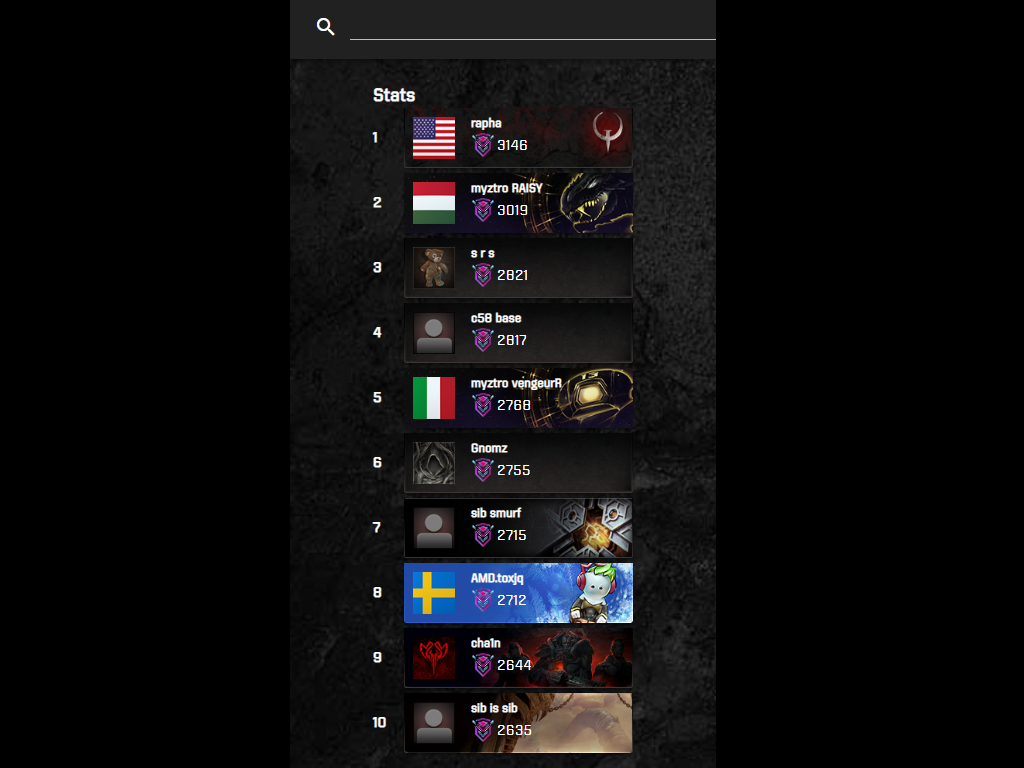 Stats
1
rapha
3146
2
myztro RAISY
3019
3
s r s
2821
4
c58 base
2817
5
myztro vengeurR
2768
6
Gnomz
2755
7
sib smurf
2715
8
AMD.toxjq
2712
9
cha1n
2644
10
sib is sib
2635